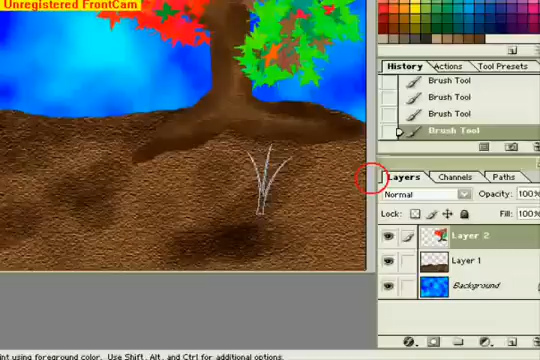 Unregistered FrontCam
History Actions Tool Presets
Brush Tool
Brush Tool
Brush Tool
Brush Tool
Layers Channels Paths
Normal Opacity: 100%
Lock: Fill: 100%
Layer 2
Layer 1
Background
int using foreground color. Use Shift, Alt, and Ctrl for additional options.